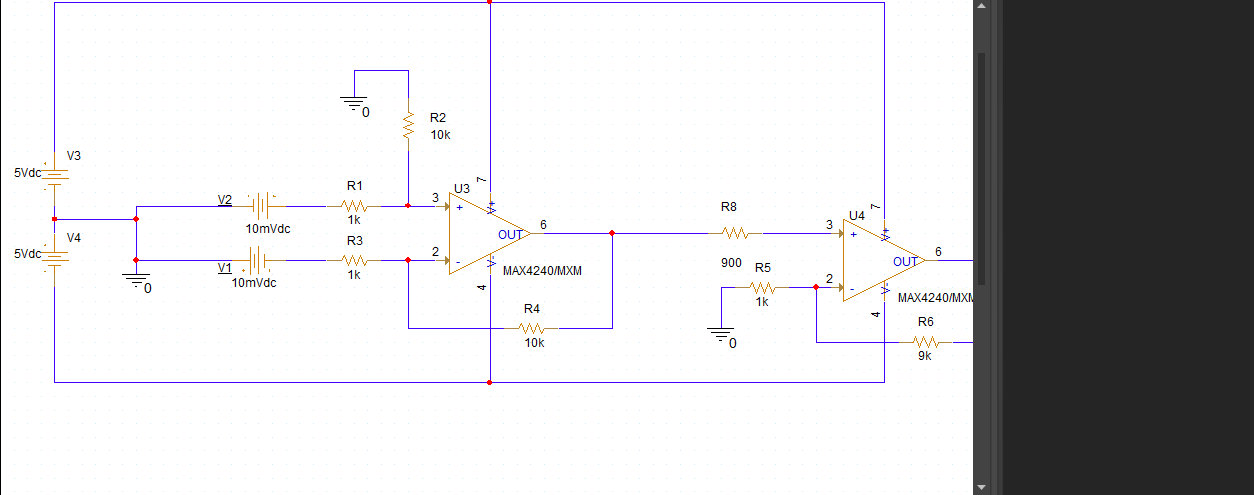 0
R2
10k
V3
5Vdc
V2
10mVdc
R1
1k
3
+
U3
7
V+
OUT
6
V4
5Vdc
0
V1
10mVdc
R3
1k
2
-
V-
4
MAX4240/MXM
R4
10k
R8
900
3
+
U4
7
V+
OUT
6
R5
1k
0
2
-
V-
4
MAX4240/MXM
R6
9k